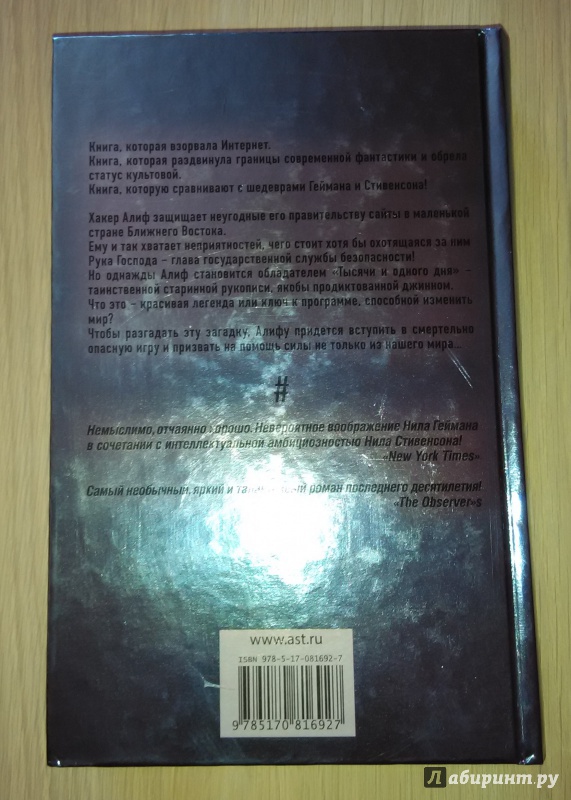 Книга, которая взорвала Интернет.
Книга, которая раздвинула границы современной фантастики и обрела
статус культовой.
Книга, которую сравнивают с шедеврами Геймана и Стивенсона!
Хакер Алиф защищает неугодные его правительству сайты в маленькой
стране Ближнего Востока.
Ему и так хватает неприятностей, чего стоит хотя бы охотящаяся за ним
Рука Господа – глава государственной службы безопасности!
Но однажды Алиф становится обладателем «Тысячи и одного дня» –
таинственной старинной рукописи, якобы продиктованной джинном.
Что это – красивая легенда или ключ к программе, способной изменить
мир?
Чтобы разгадать эту загадку, Алифу придется вступить в смертельно
опасную игру и призвать на помощь силы не только из нашего мира...
#
Немыслимо, отчаянно хорошо. Невероятное воображение Нила Геймана
в сочетании с интеллектуальной амбициозностью Нила Стивенсона!
«New York Times»
Самый необычный, яркий и роман последнего десятилетия!
«The Observer»s
www.ast.ru
ISBN 978-5-17-081692-7
9785170816927
Лабиринт.ру